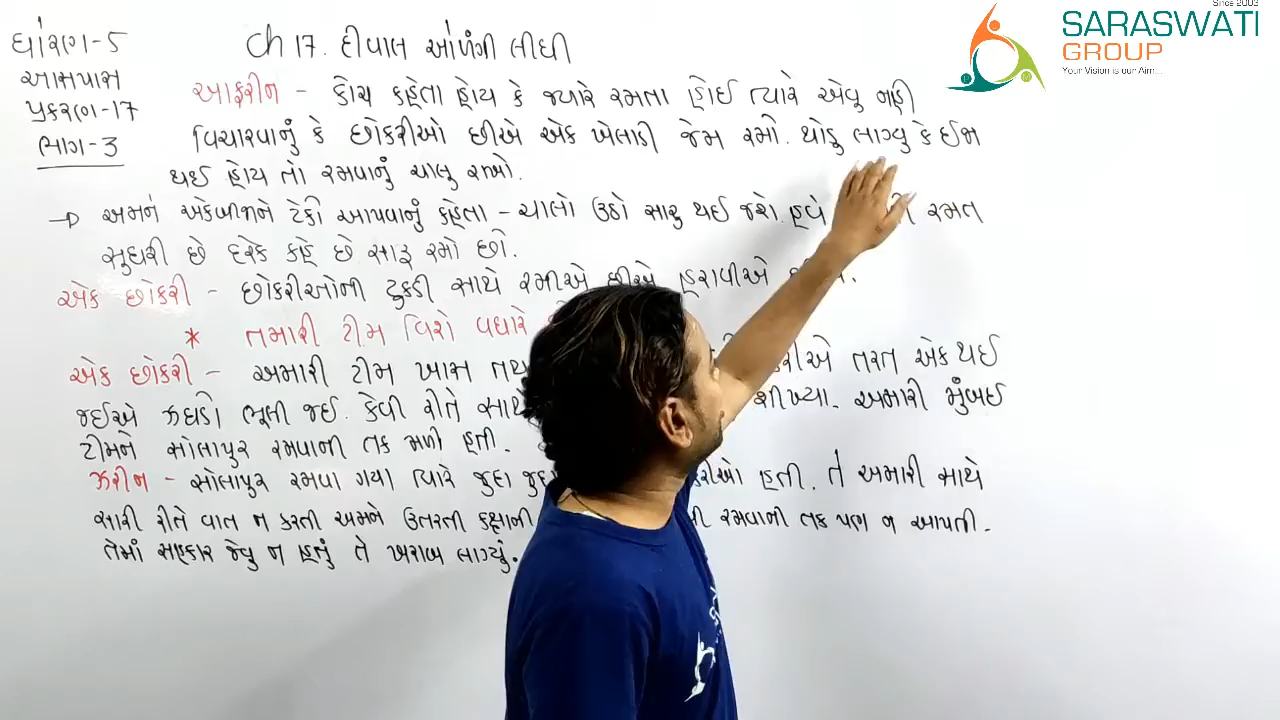 ધોરણ-5
આસપાસ
પ્રકરણ-17
ભાગ-3
Ch 17. દીવાલ ઓળંગી લીધી
આફરીન - કોચ કહેતા હોય કે જ્યારે રમતા હોઈ ત્યારે એવુ નહી
વિચારવાનું કે છોકરીઓ છીએ એક ખેલાડી જેમ રમો. થોડુ લાગ્યુ કે ઈજા
થઈ હોય તો રમવાનું ચાલુ રાખો.
→ અમને એકબીજાને ટેકો આપવાનું કહેતા - ચાલો ઉઠો સારુ થઈ જશે. હવે રમત
સુધરી છે દરેક કહે છે સારૂ રમો છો.
એક છોકરી - છોકરીઓની ટુકડી સાથે રમીએ છીએ હરાવીએ
* તમારી ટીમ વિશે વધારે
એક છોકરી - અમારી ટીમ ખાસ તરત એક થઈ
જઈએ ઝઘડો ભૂલી જઈ. કેવી રીતે સાથે શીખ્યા. અમારી મુંબઈ
ટીમને સોલાપુર રમવાની તક મળી હતી.
ઝરીન - સોલાપુર રમવા ગયા ત્યારે જુદા હતી. તે અમારી સાથે
સારી રીતે વાત ન કરતી અમને ઉતરતી કક્ષાની રમવાની તક પણ ન આપતી.
તેમાં સહકાર જેવુ ન હતું તે ખરાબ લાગ્યું.
Since 2003
SARASWATI
GROUP
Your Vision is our Aim...